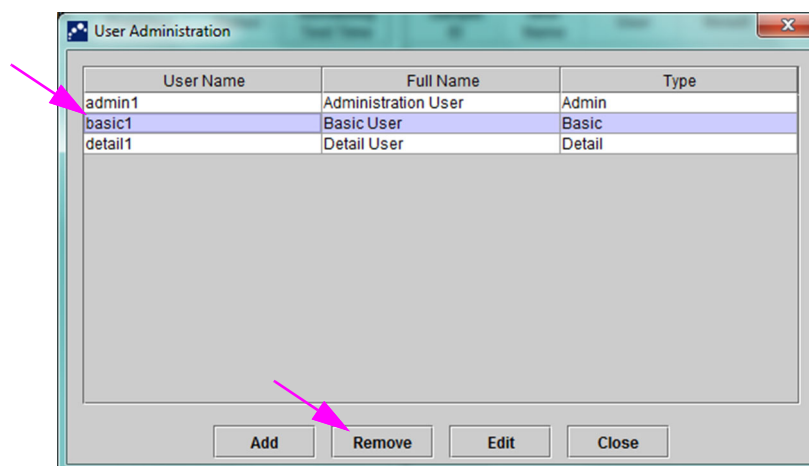 User Administration
User Name Full Name Type
admin1 Administration User Admin
basic1 Basic User Basic
detail1 Detail User Detail
Add Remove Edit Close